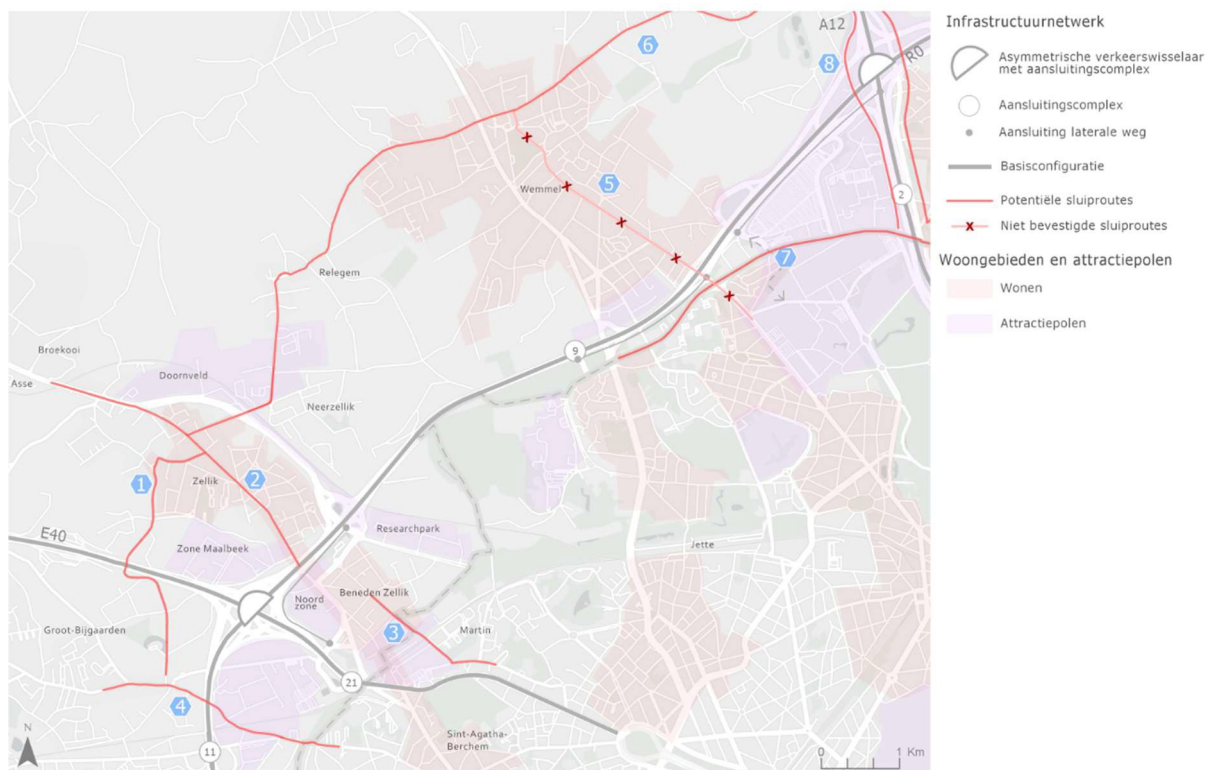 A12
R0
6
8
5
Wemmel
2
7
Relegem
9
Broekooi
Doornveld
Asse
Neerzellik
1
2
Zellik
Researchpark
E40
Zone Maalbeek
Jette
Noord
zone
Beneden Zellik
Groot-Bijgaarden
3
Martin
21
4
Sint-Agatha-
Berchem
11
N
0
1 Km
Infrastructuurnetwerk
Asymmetrische verkeerswisselaar
met aansluitingscomplex
Aansluitingscomplex
Aansluiting laterale weg
Basisconfiguratie
Potentiële sluiproutes
x Niet bevestigde sluiproutes
Woongebieden en attractiepolen
Wonen
Attractiepolen